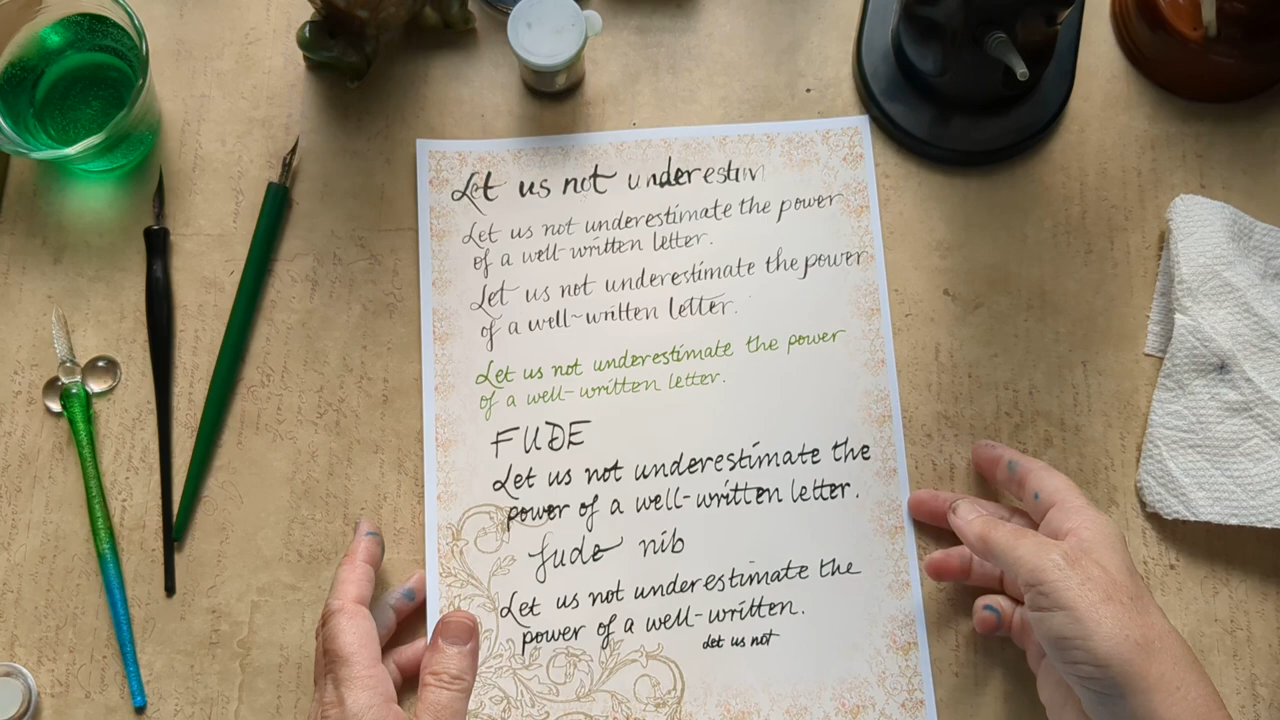 Let us not underestim
Let us not underestimate the power
of a well-written letter.
Let us not underestimate the power
of a well-written letter.
Let us not underestimate the power
of a well-written letter.
FUDE
Let us not underestimate the
power of a well-written letter.
fude nib
Let us not underestimate the
power of a well-written.
Let us not